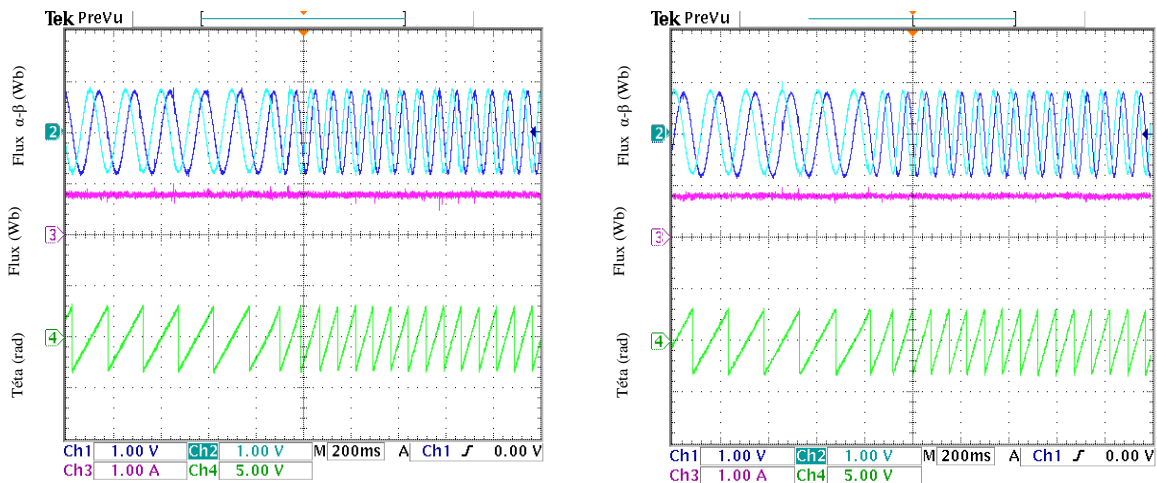 Tek PreVu
Flux α-β (Wb)
2
Flux (Wb)
3
Téta (rad)
4
Ch1 1.00 V Ch2 1.00 V M 200ms A Ch1 0.00 V
Ch3 1.00 A Ch4 5.00 V
Tek PreVu
Flux α-β (Wb)
2
Flux (Wb)
3
Téta (rad)
4
Ch1 1.00 V Ch2 1.00 V M 200ms A Ch1 0.00 V
Ch3 1.00 A Ch4 5.00 V